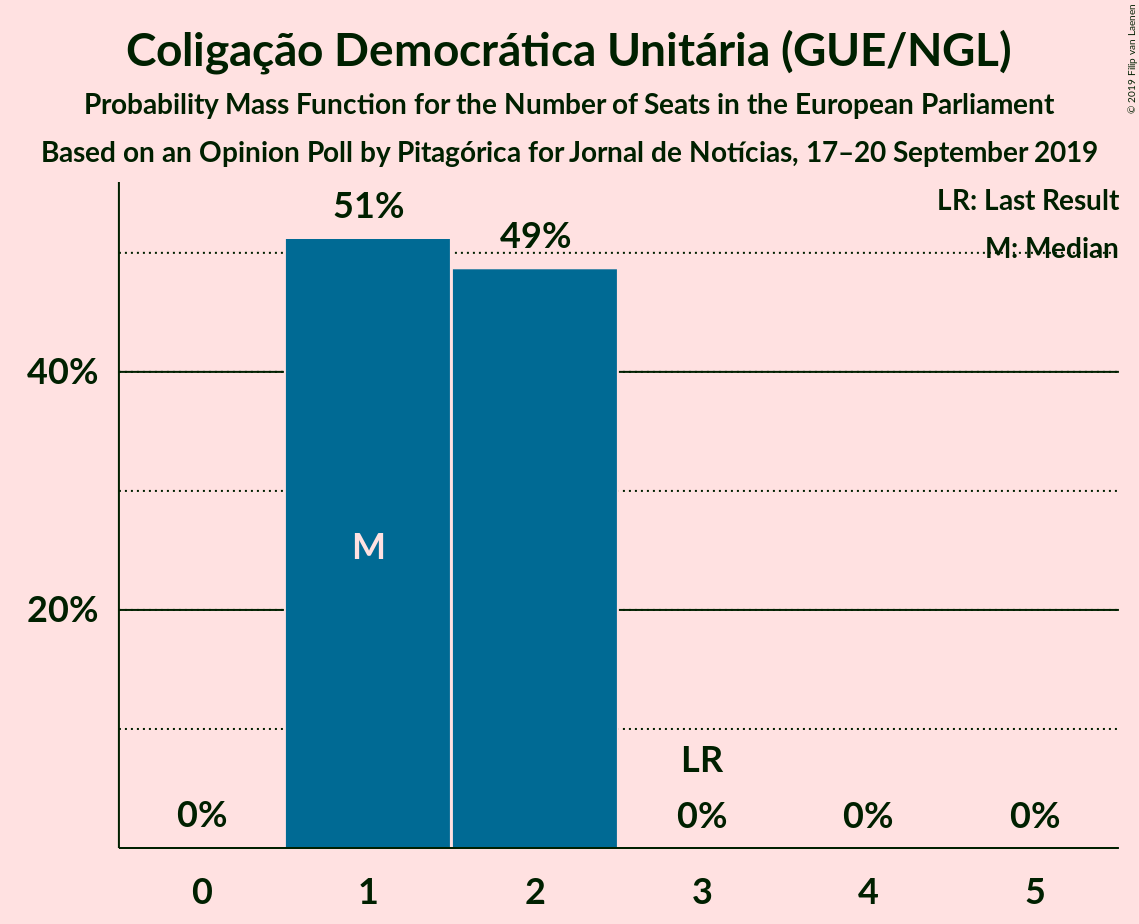 Coligação Democrática Unitária (GUE/NGL)
Probability Mass Function for the Number of Seats in the European Parliament
Based on an Opinion Poll by Pitagórica for Jornal de Notícias, 17–20 September 2019
© 2019 Filip van Laenen
LR: Last Result
M: Median
51%
49%
40%
M
20%
LR
0%
0%
0%
0%
0 1 2 3 4 5